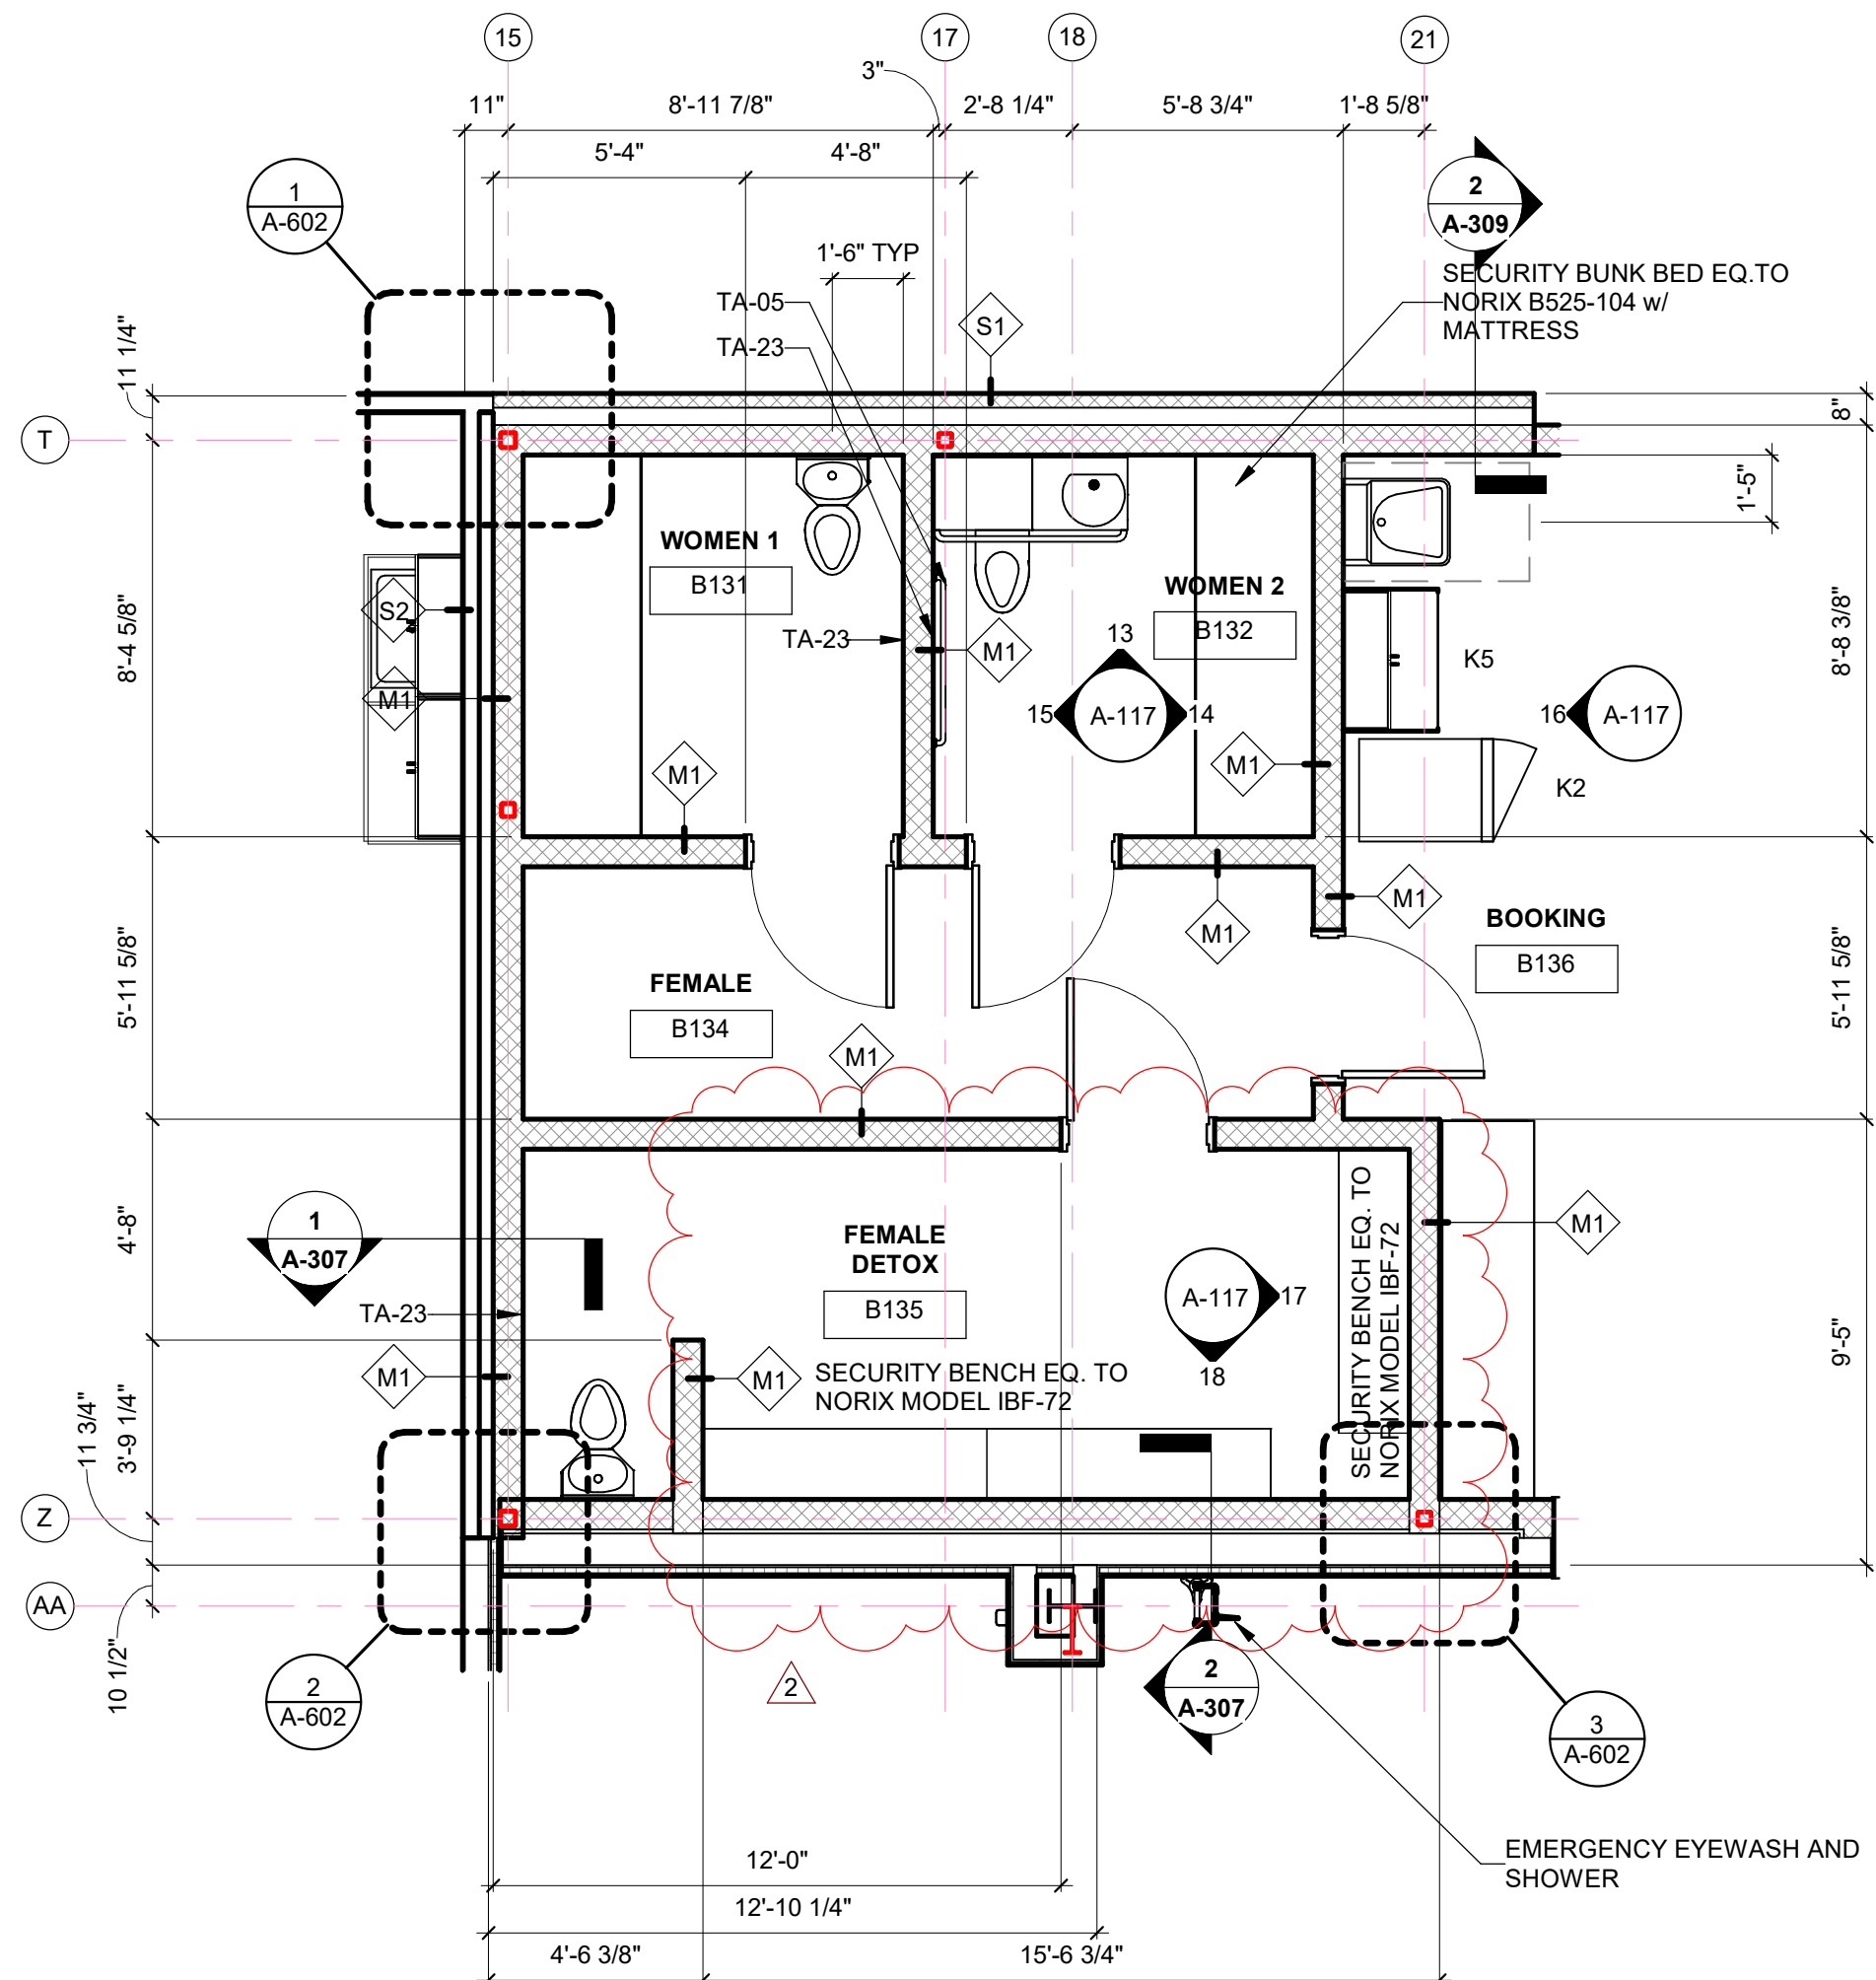 15
17
18
21
3"
11"
8'-11 7/8"
2'-8 1/4"
5'-8 3/4"
1'-8 5/8"
5'-4"
4'-8"
1
A-602
2
A-309
1'-6" TYP
SECURITY BUNK BED EQ.TO
NORIX B525-104 w/
MATTRESS
TA-05
TA-23
S1
11 1/4"
8"
T
1'-5"
WOMEN 1
B131
WOMEN 2
B132
S2
8'-4 5/8"
8'-8 3/8"
TA-23
M1
13
K5
M1
15
A-117
14
16
A-117
M1
M1
K2
M1
M1
BOOKING
B136
FEMALE
B134
5'-11 5/8"
5'-11 5/8"
M1
SECURITY BENCH EQ. TO
NORIX MODEL IBF-72
M1
4'-8"
1
A-307
FEMALE
DETOX
B135
A-117
17
18
TA-23
9'-5"
M1
M1
SECURITY BENCH EQ. TO
NORIX MODEL IBF-72
11 3/4"
3'-9 1/4"
Z
AA
10 1/2"
2
A-602
2
2
A-307
3
A-602
EMERGENCY EYEWASH AND
SHOWER
12'-0"
12'-10 1/4"
4'-6 3/8"
15'-6 3/4"